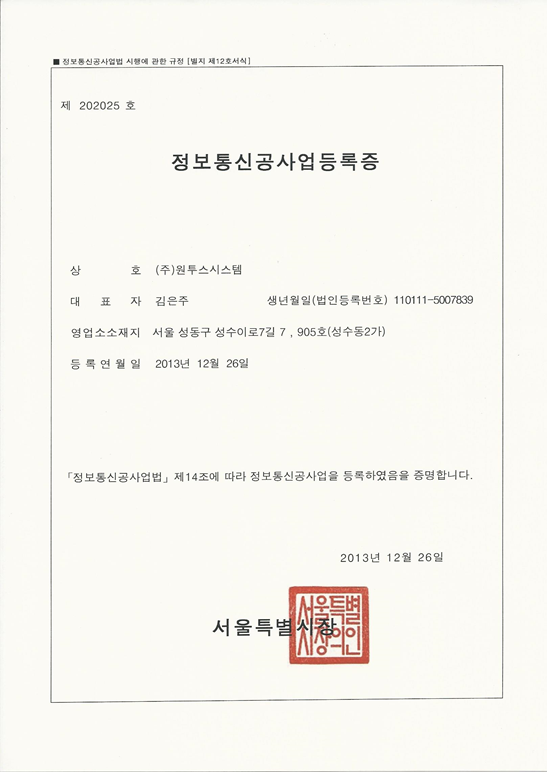 ■ 정보통신공사업법 시행에 관한 규정 [별지 제12호서식]
제 202025 호
정보통신공사업등록증
상 호 (주)원투스시스템
대 표 자 김은주 생년월일(법인등록번호) 110111-5007839
영업소소재지 서울 성동구 성수이로7길 7 , 905호(성수동2가)
등 록 연 월 일 2013년 12월 26일
「정보통신공사업법」 제14조에 따라 정보통신공사업을 등록하였음을 증명합니다.
2013년 12월 26일
서울특별시장
서울특별
시장의인